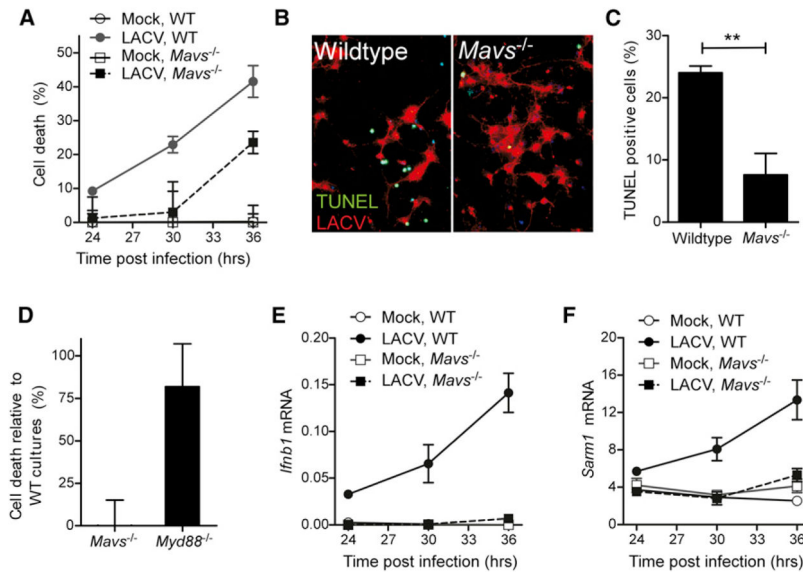 A
Mock, WT
LACV, WT
Mock, Mavs-/-
LACV, Mavs-/-
Cell death (%)
50
40
30
20
10
0
24 27 30 33 36
Time post infection (hrs)
B
Wildtype Mavs-/-
TUNEL
LACV
C
**
TUNEL positive cells (%)
30
20
10
0
Wildtype Mavs-/-
D
Cell death relative to
WT cultures (%)
100
75
50
25
0
Mavs-/- Myd88-/-
E
Mock, WT
LACV, WT
Mock, Mavs-/-
LACV, Mavs-/-
Ifnb1 mRNA
0.20
0.15
0.10
0.05
0.00
24 27 30 33 36
Time post infection (hrs)
F
Mock, WT
LACV, WT
Mock, Mavs-/-
LACV, Mavs-/-
Sarm1 mRNA
16
12
8
4
0
24 27 30 33 36
Time post infection (hrs)